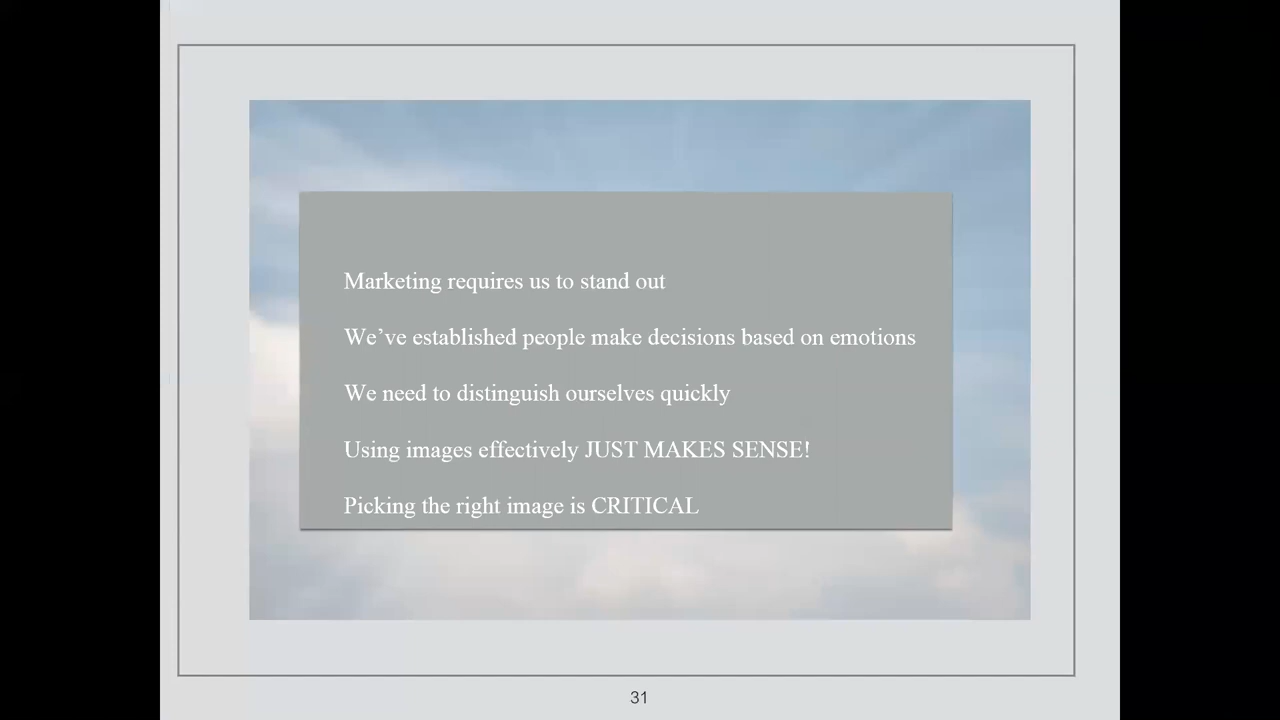 Marketing requires us to stand out
We’ve established people make decisions based on emotions
We need to distinguish ourselves quickly
Using images effectively JUST MAKES SENSE!
Picking the right image is CRITICAL
31